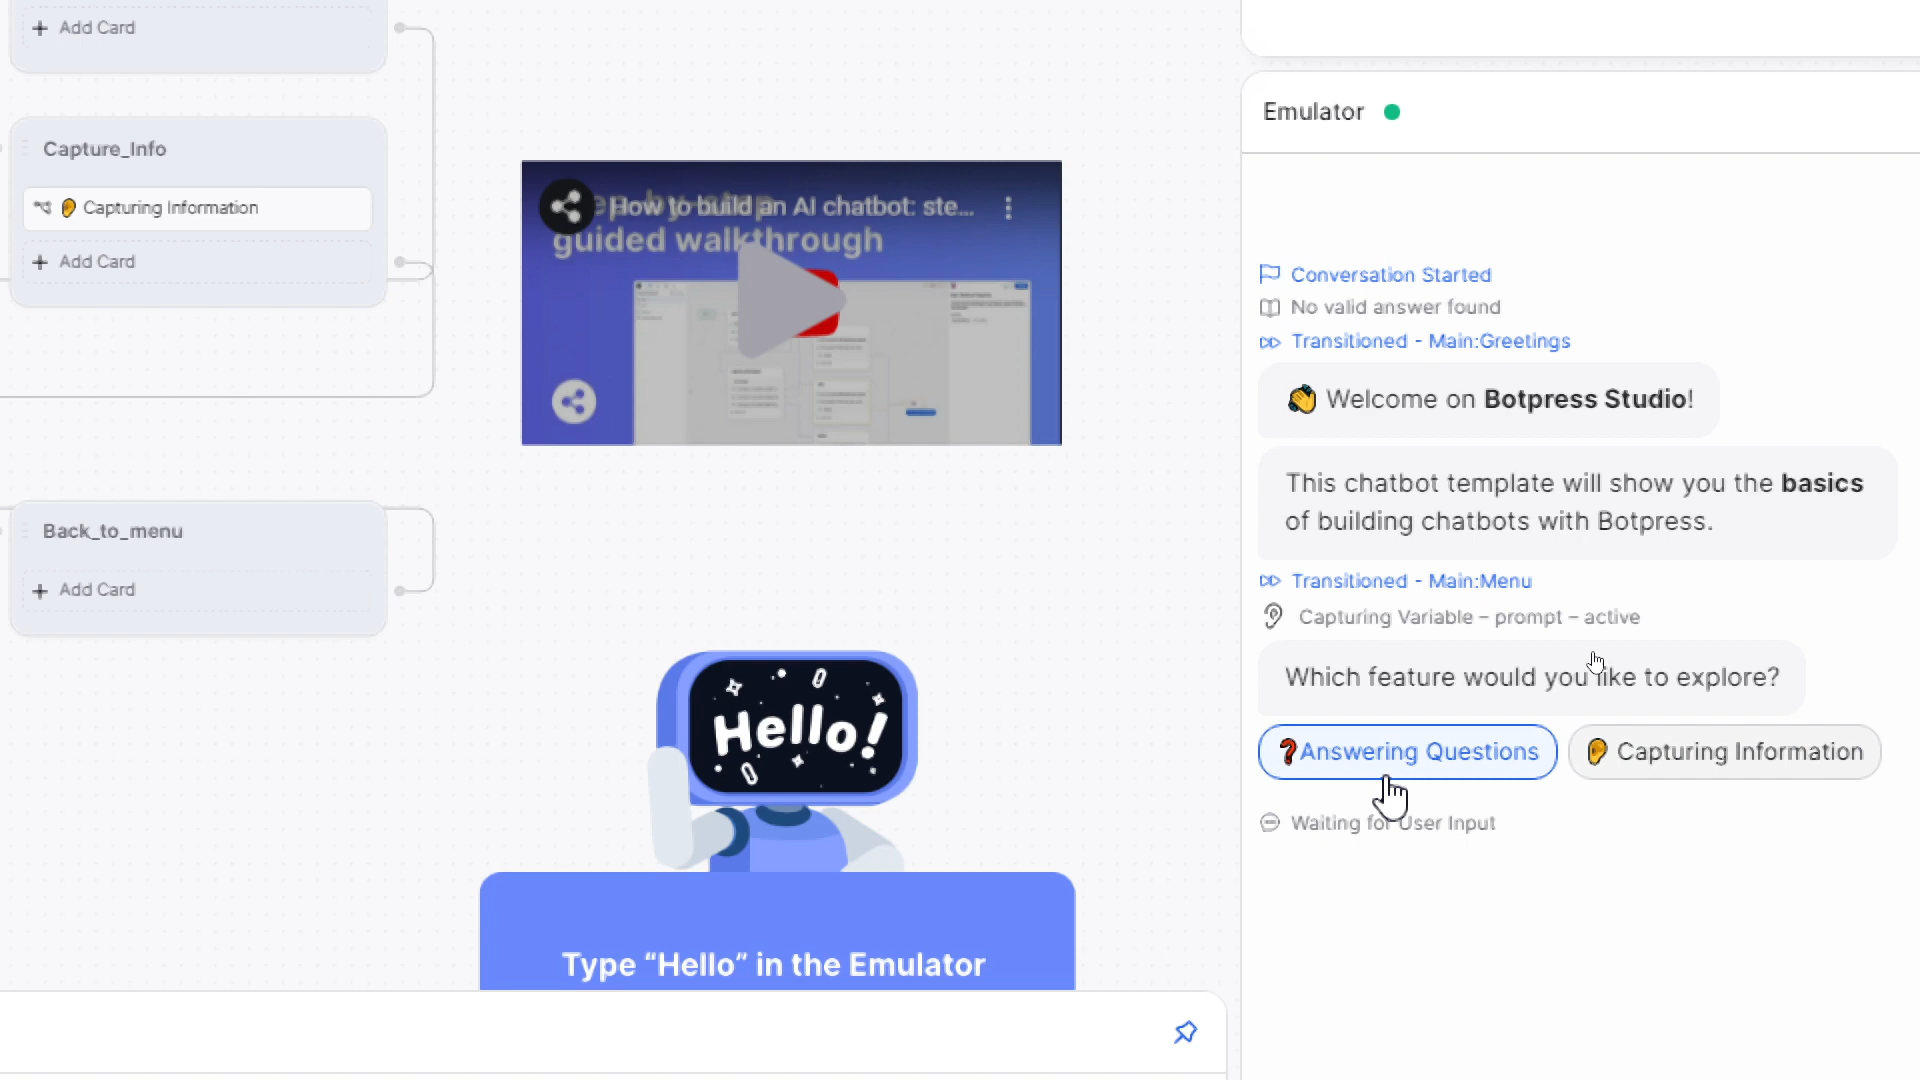 Add Card
Capture_Info
Capturing Information
Add Card
Back_to_menu
Add Card
How to build an AI chatbot: ste...
step-by-step
guided walkthrough
Hello!
Type “Hello” in the Emulator
Emulator
Conversation Started
No valid answer found
Transitioned - Main:Greetings
Welcome on Botpress Studio!
This chatbot template will show you the basics
of building chatbots with Botpress.
Transitioned - Main:Menu
Capturing Variable – prompt – active
Which feature would you like to explore?
❓Answering Questions
Capturing Information
Waiting for User Input